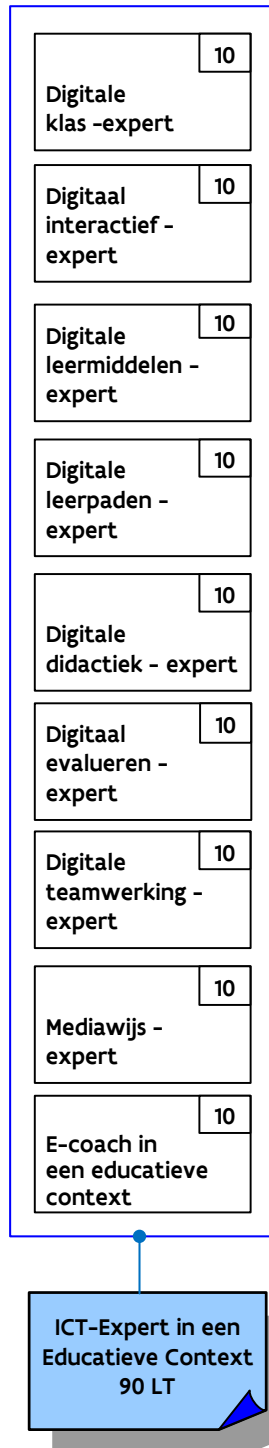 10
Digitale
klas -expert
10
Digitaal
interactief -
expert
10
Digitale
leermiddelen -
expert
10
Digitale
leerpaden -
expert
10
Digitale
didactiek - expert
10
Digitaal
evalueren -
expert
10
Digitale
teamwerking -
expert
10
Mediawijs -
expert
10
E-coach in
een educatieve
context
ICT-Expert in een
Educatieve Context
90 LT